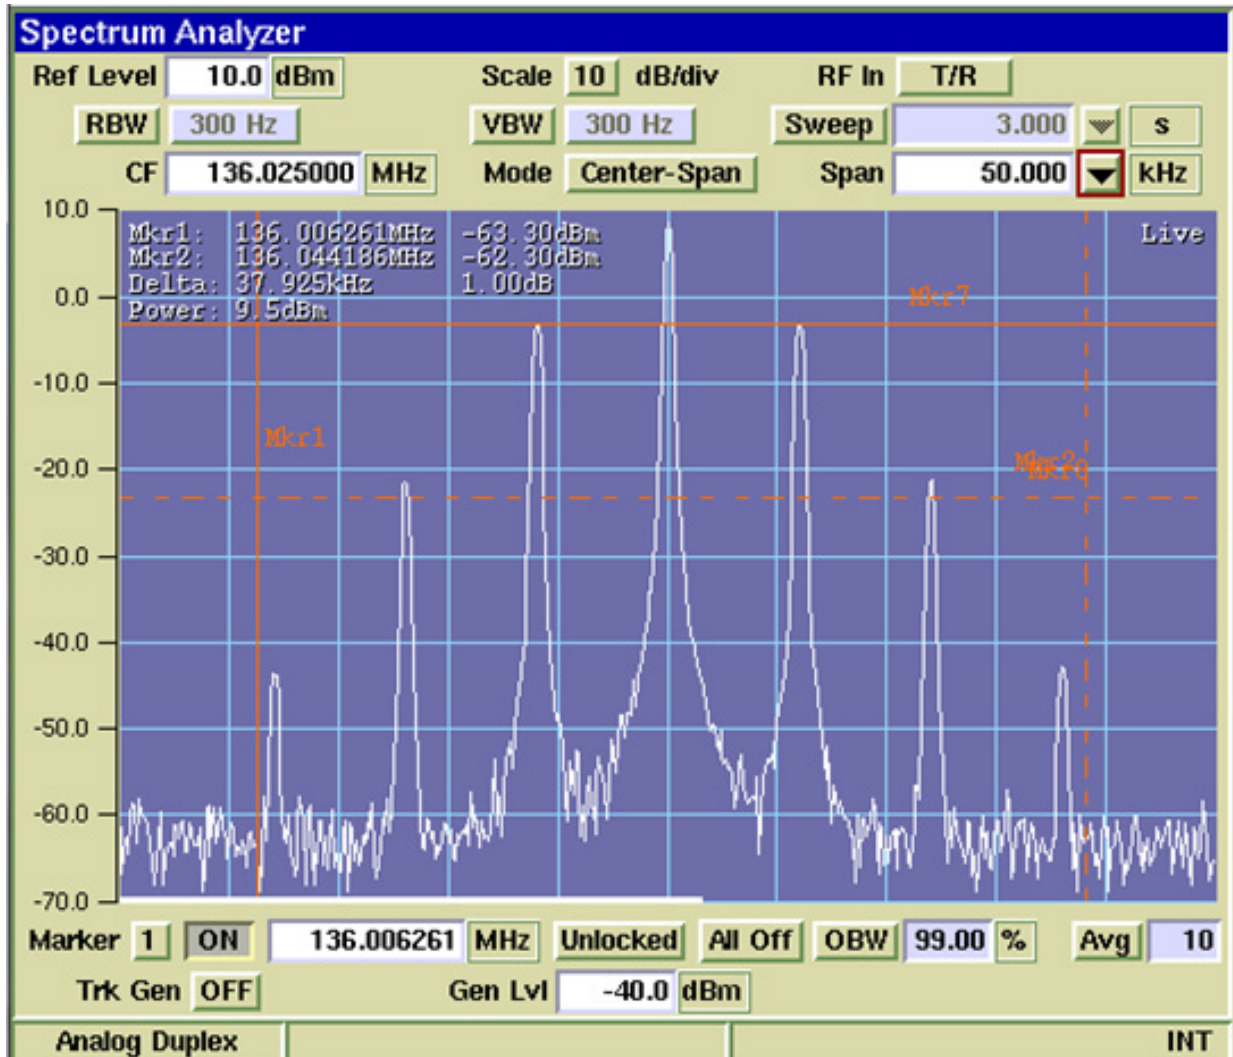 Spectrum Analyzer
Ref Level 10.0 dBm Scale 10 dB/div RF In T/R
RBW 300 Hz VBW 300 Hz Sweep 3.000 s
CF 136.025000 MHz Mode Center-Span Span 50.000 kHz
10.0
Mkr1: 136.006261MHz -63.30dBm Live
Mkr2: 136.044186MHz -62.30dBm
Delta: 37.925kHz 1.00dB
0.0 Mkr7
Power: 9.5dBm
-10.0
Mkr1
-20.0 Mkr2
-30.0
-40.0
-50.0
-60.0
-70.0
Marker 1 ON 136.006261 MHz Unlocked All Off OBW 99.00 % Avg 10
Trk Gen OFF Gen Lvl -40.0 dBm
Analog Duplex INT